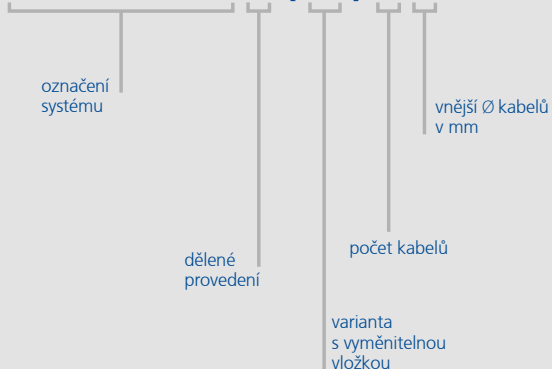 označení
systému
vnější Ø kabelů
v mm
počet kabelů
dělené
provedení
varianta
s vyměnitelnou
vložkou